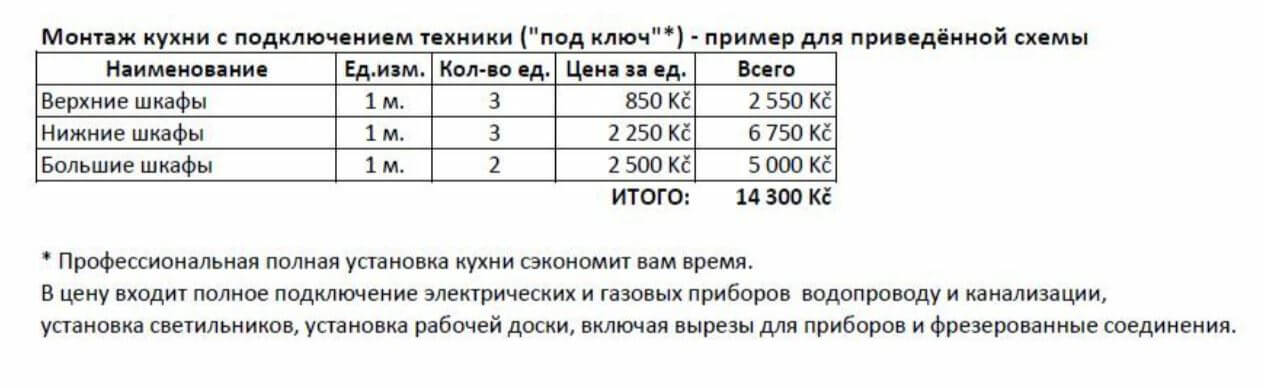 Монтаж кухни с подключением техники ("под ключ"*) - пример для приведённой схемы
Наименование Ед.изм. Кол-во ед. Цена за ед. Всего
Верхние шкафы 1 м. 3 850 Kč 2 550 Kč
Нижние шкафы 1 м. 3 2 250 Kč 6 750 Kč
Большие шкафы 1 м. 2 2 500 Kč 5 000 Kč
ИТОГО: 14 300 Kč
* Профессиональная полная установка кухни сэкономит вам время.
В цену входит полное подключение электрических и газовых приборов водопроводу и канализации,
установка светильников, установка рабочей доски, включая вырезы для приборов и фрезерованные соединения.